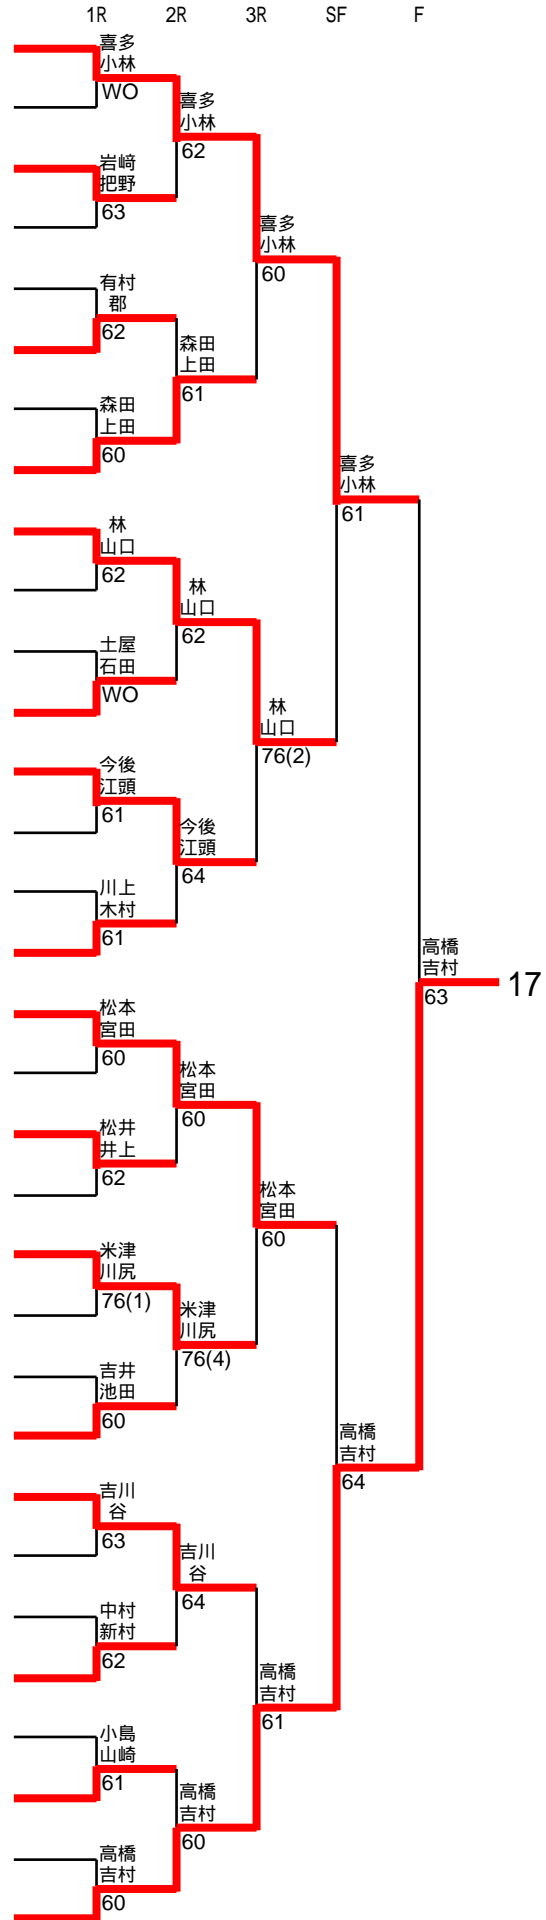 1R 2R 3R SF F
喜多
小林
WO
喜多
小林
62
岩﨑
把野
63
喜多
小林
60
有村
郡
62
森田
上田
61
森田
上田
60
喜多
小林
61
林
山口
62
林
山口
62
土屋
石田
WO
林
山口
76(2)
今後
江頭
61
今後
江頭
64
川上
木村
61
高橋
吉村
63
17
松本
宮田
60
松本
宮田
60
松井
井上
62
松本
宮田
60
米津
川尻
76(1)
米津
川尻
76(4)
吉井
池田
60
高橋
吉村
64
吉川
谷
63
吉川
谷
64
中村
新村
62
高橋
吉村
61
小島
山崎
61
高橋
吉村
60
高橋
吉村
60